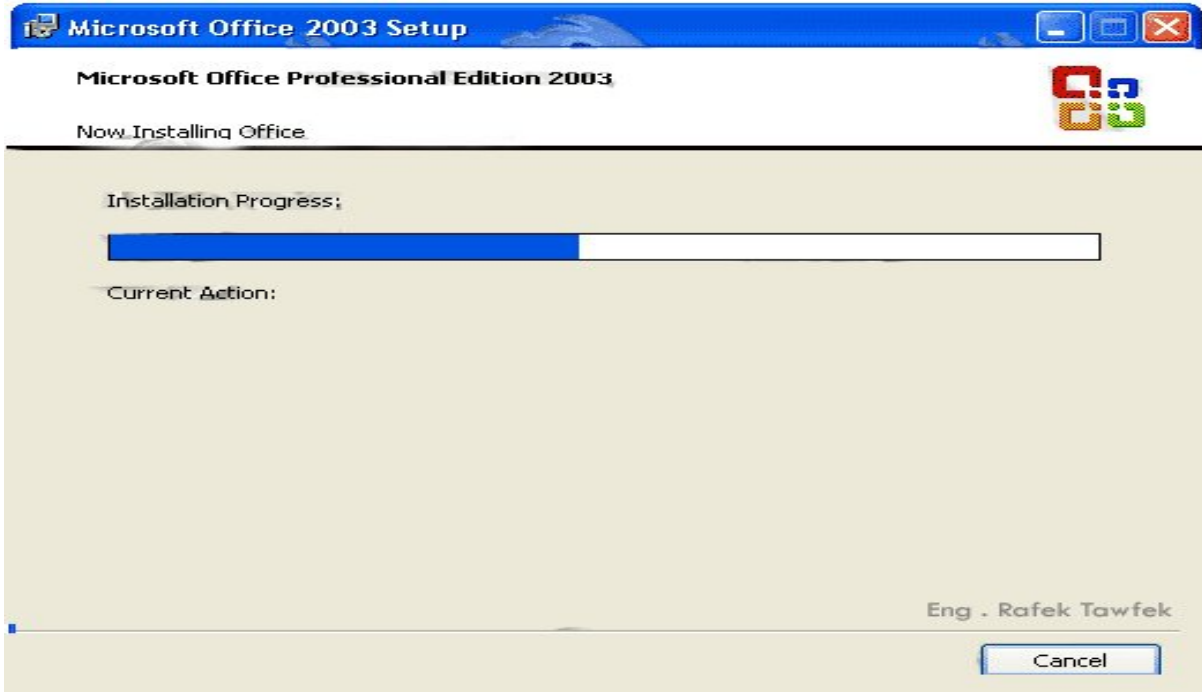 Microsoft Office 2003 Setup
Microsoft Office Professional Edition 2003
Now Installing Office
Installation Progress:
Current Action:
Eng . Rafek Tawfek
Cancel